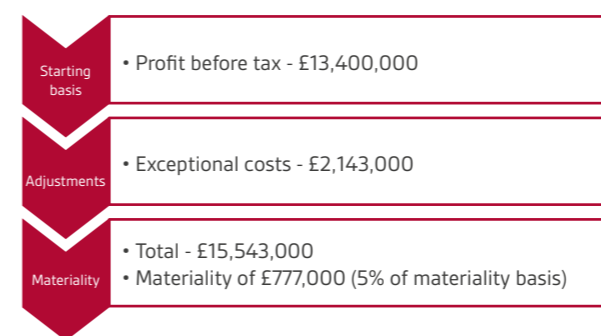 Starting
basis
• Profit before tax - £13,400,000
Adjustments
• Exceptional costs - £2,143,000
Materiality
• Total - £15,543,000
• Materiality of £777,000 (5% of materiality basis)